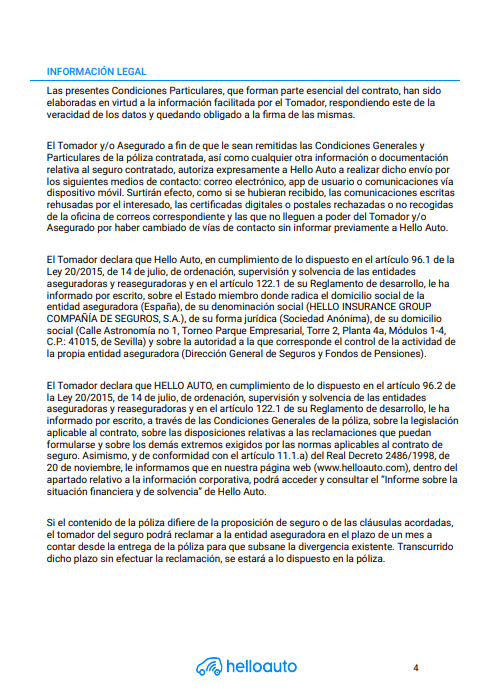 INFORMACIÓN LEGAL
Las presentes Condiciones Particulares, que forman parte esencial del contrato, han sido
elaboradas en virtud a la información facilitada por el Tomador, respondiendo este de la
veracidad de los datos y quedando obligado a la firma de las mismas.
El Tomador y/o Asegurado a fin de que le sean remitidas las Condiciones Generales y
Particulares de la póliza contratada, así como cualquier otra información o documentación
relativa al seguro contratado, autoriza expresamente a Hello Auto a realizar dicho envío por
los siguientes medios de contacto: correo electrónico, app de usuario o comunicaciones vía
dispositivo móvil. Surtirán efecto, como si se hubieran recibido, las comunicaciones escritas
rehusadas por el interesado, las certificadas digitales o postales rechazadas o no recogidas
de la oficina de correos correspondiente y las que no lleguen a poder del Tomador y/o
Asegurado por haber cambiado de vías de contacto sin informar previamente a Hello Auto.
El Tomador declara que Hello Auto, en cumplimiento de lo dispuesto en el artículo 96.1 de la
Ley 20/2015, de 14 de julio, de ordenación, supervisión y solvencia de las entidades
aseguradoras y reaseguradoras y en el artículo 122.1 de su Reglamento de desarrollo, le ha
informado por escrito, sobre el Estado miembro donde radica el domicilio social de la
entidad aseguradora (España), de su denominación social (HELLO INSURANCE GROUP
COMPAÑÍA DE SEGUROS, S.A.), de su forma jurídica (Sociedad Anónima), de su domicilio
social (Calle Astronomía no 1, Torneo Parque Empresarial, Torre 2, Planta 4a, Módulos 1-4,
C.P.: 41015, de Sevilla) y sobre la autoridad a la que corresponde el control de la actividad de
la propia entidad aseguradora (Dirección General de Seguros y Fondos de Pensiones).
El Tomador declara que HELLO AUTO, en cumplimiento de lo dispuesto en el artículo 96.2 de
la Ley 20/2015, de 14 de julio, de ordenación, supervisión y solvencia de las entidades
aseguradoras y reaseguradoras y en el artículo 122.1 de su Reglamento de desarrollo, le ha
informado por escrito, a través de las Condiciones Generales de la póliza, sobre la legislación
aplicable al contrato, sobre las disposiciones relativas a las reclamaciones que puedan
formularse y sobre los demás extremos exigidos por las normas aplicables al contrato de
seguro. Asimismo, y de conformidad con el artículo 11.1.a) del Real Decreto 2486/1998, de
20 de noviembre, le informamos que en nuestra página web (www.helloauto.com), dentro del
apartado relativo a la información corporativa, podrá acceder y consultar el “Informe sobre la
situación financiera y de solvencia” de Hello Auto.
Si el contenido de la póliza difiere de la proposición de seguro o de las cláusulas acordadas,
el tomador del seguro podrá reclamar a la entidad aseguradora en el plazo de un mes a
contar desde la entrega de la póliza para que subsane la divergencia existente. Transcurrido
dicho plazo sin efectuar la reclamación, se estará a lo dispuesto en la póliza.
helloauto
4